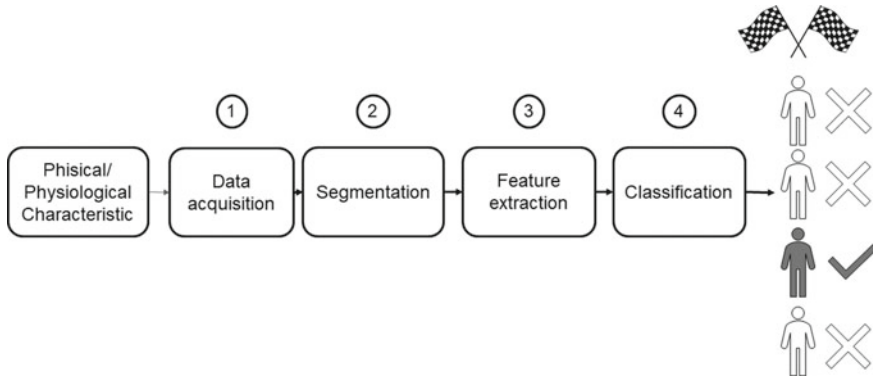 1
2
3
4
Phisical/
Physiological
Characteristic
Data
acquisition
Segmentation
Feature
extraction
Classification